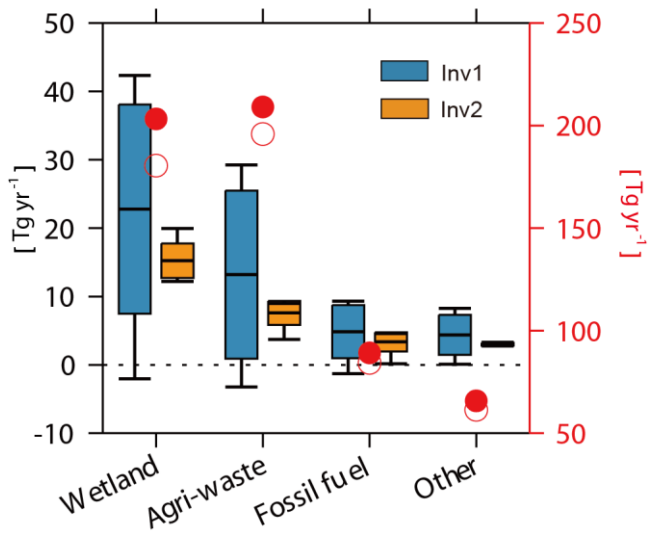 50
40
30
20
10
0
-10
[Tg yr-1]
250
200
150
100
50
[Tg yr-1]
Inv1
Inv2
Wetland
Agri-waste
Fossil fuel
Other